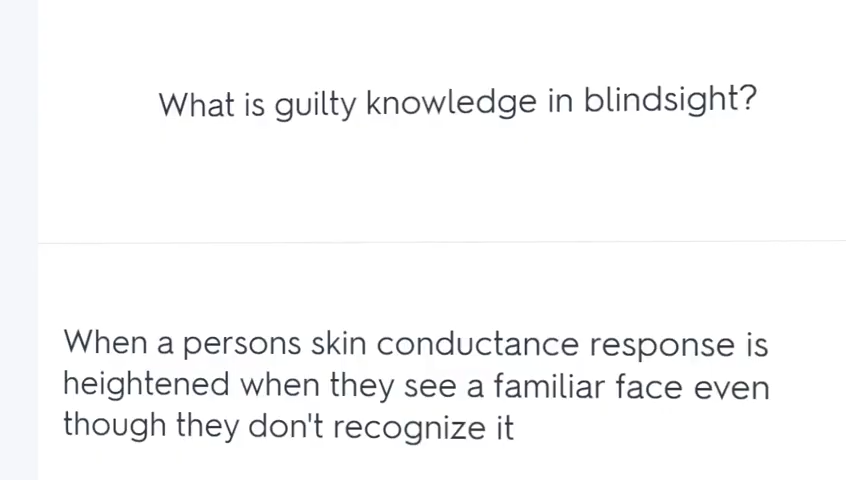 What is guilty knowledge in blindsight?
When a persons skin conductance response is
heightened when they see a familiar face even
though they don't recognize it